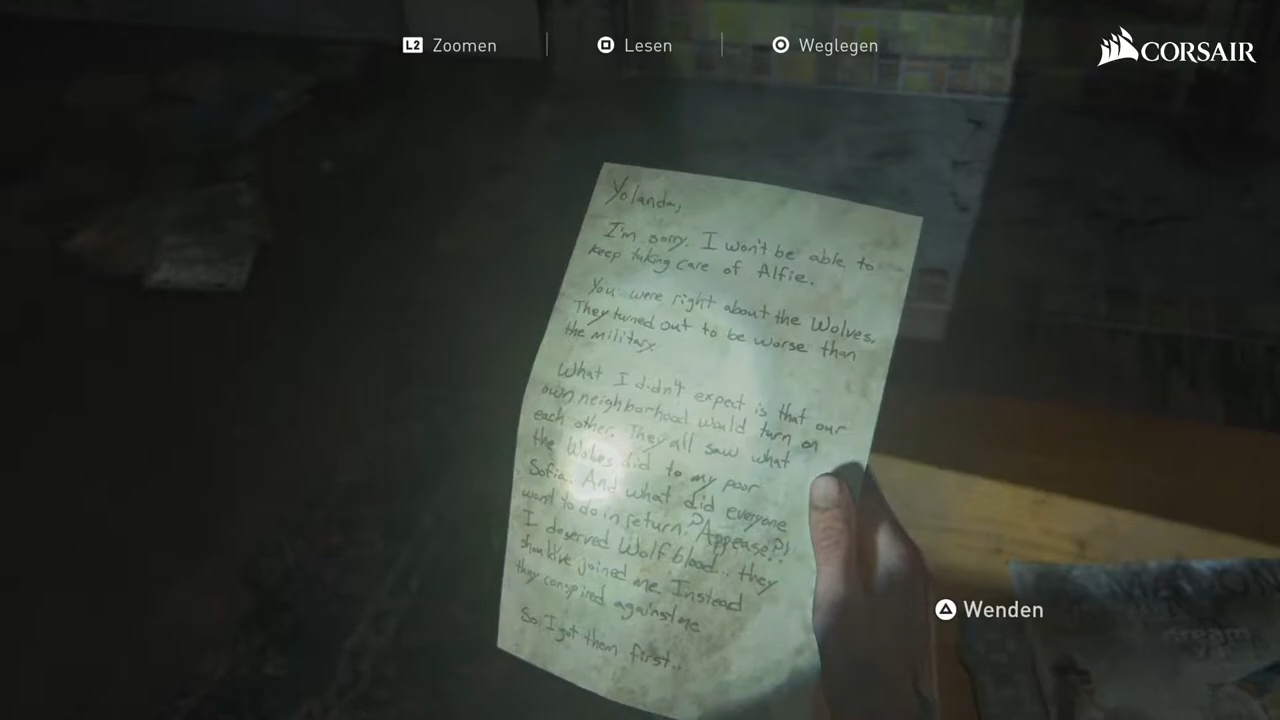 L2 Zoomen
Lesen
Weglegen
CORSAIR
Yolanda,
I'm sorry. I won't be able to
keep taking care of Alfie.
You were right about the Wolves.
They turned out to be worse than
the military.
What I didn't expect is that our
own neighborhood would turn on
each other. They all saw what
the Wolves did to my poor
Sofia. And what did everyone
want to do in return? Appease?!
I deserved Wolf blood... they
should've joined me. Instead
they conspired against me
So I got them first...
Wenden